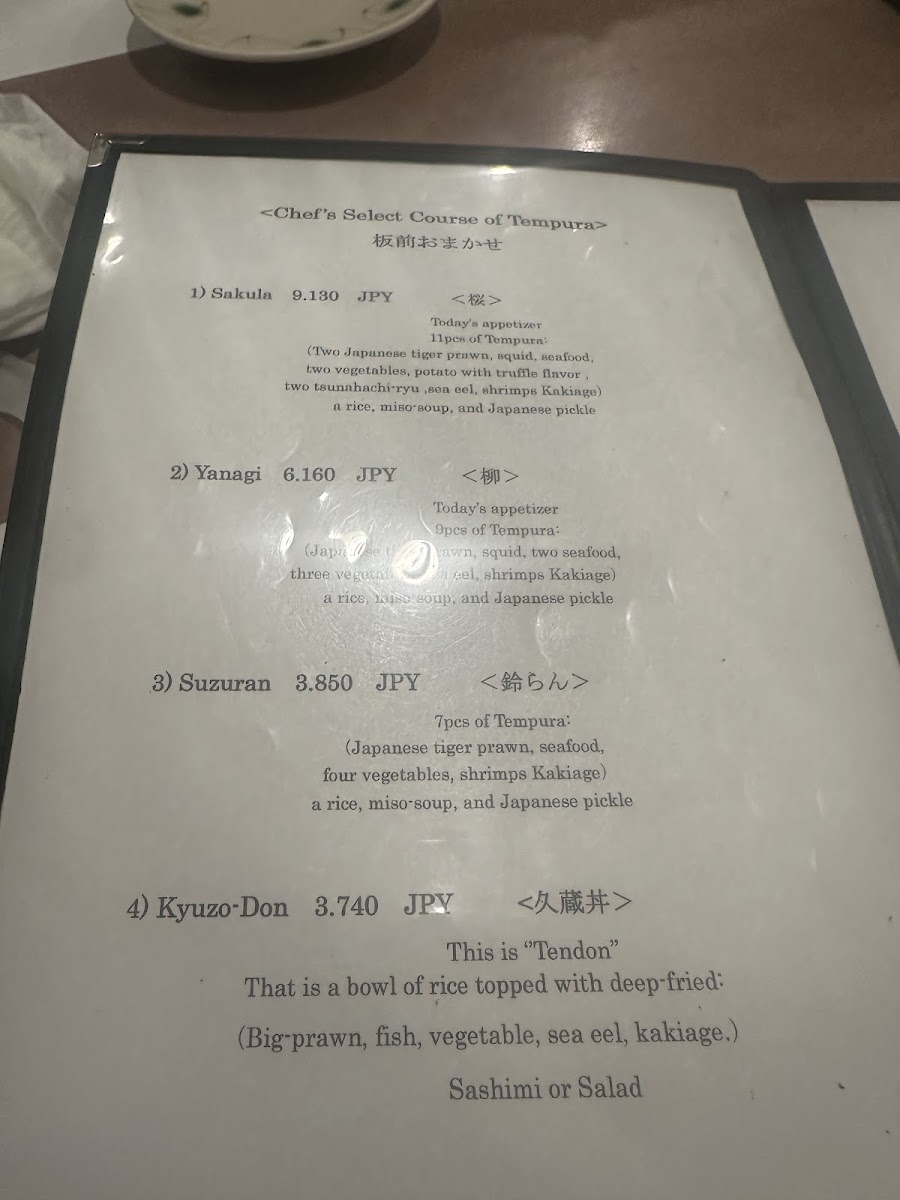 <Chef's Select Course of Tempura>
板前おまかせ
1) Sakula 9.130 JPY <桜>
Today's appetizer
11pcs of Tempura:
(Two Japanese tiger prawn, squid, seafood,
two vegetables, potato with truffle flavor ,
two tsunahachi-ryu ,sea eel, shrimps Kakiage)
a rice, miso-soup, and Japanese pickle
2) Yanagi 6.160 JPY <柳>
Today's appetizer
9pcs of Tempura:
squid, two seafood,
three eel, shrimps Kakiage)
a rice, miso-soup, and Japanese pickle
3) Suzuran 3.850 JPY <鈴らん>
7pcs of Tempura:
(Japanese tiger prawn, seafood,
four vegetables, shrimps Kakiage)
a rice, miso-soup, and Japanese pickle
4) Kyuzo-Don 3.740 JPY <久蔵丼>
This is "Tendon"
That is a bowl of rice topped with deep-fried:
(Big-prawn, fish, vegetable, sea eel, kakiage.)
Sashimi or Salad